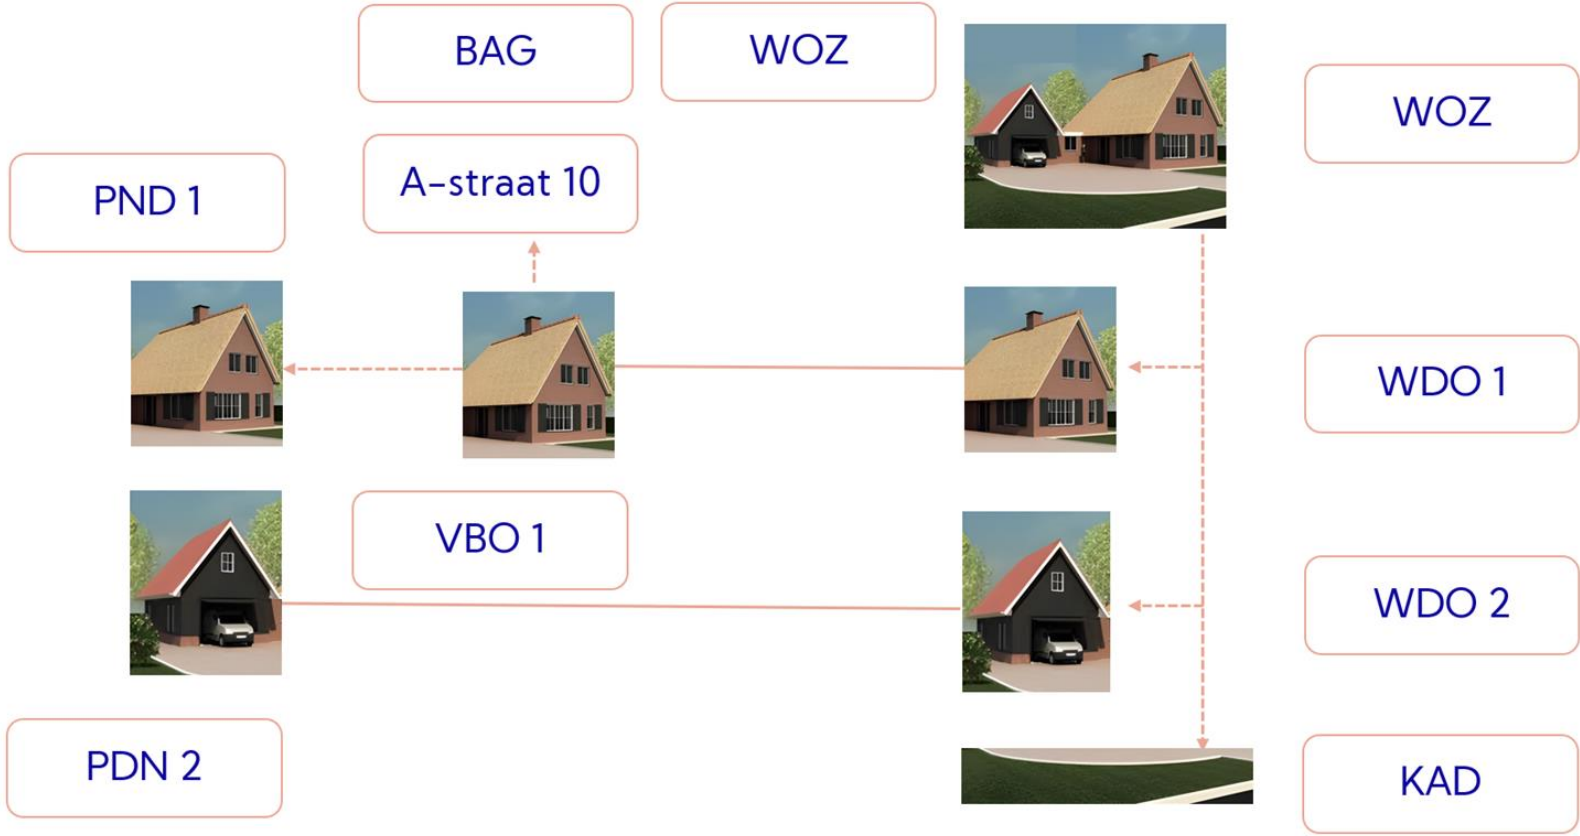 BAG
WOZ
WOZ
PND 1
A-straat 10
WDO 1
VBO 1
WDO 2
PDN 2
KAD